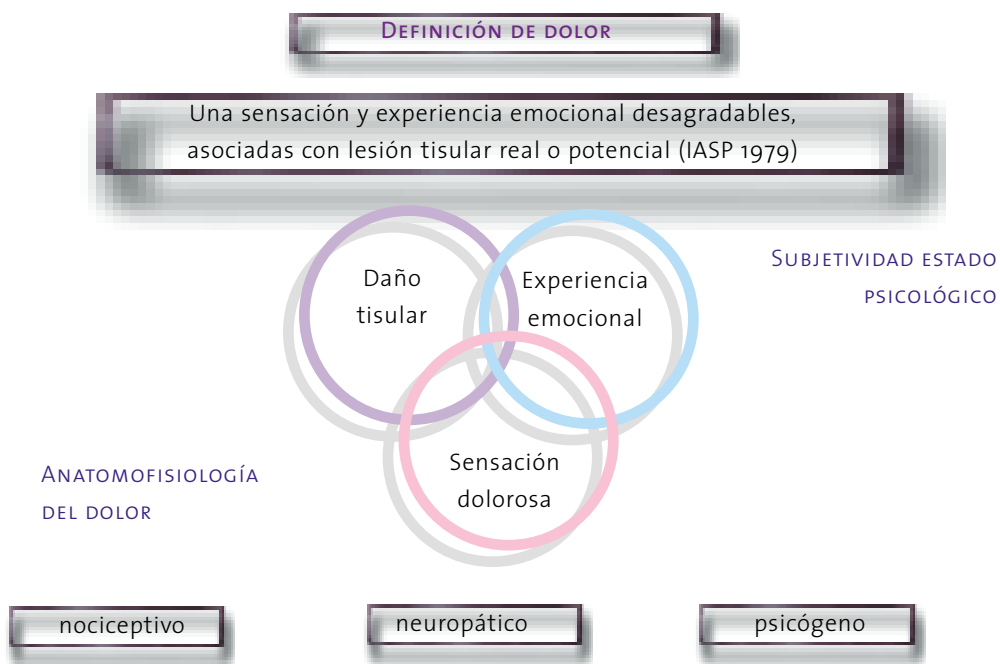 DEFINICIÓN DE DOLOR
Una sensación y experiencia emocional desagradables,
asociadas con lesión tisular real o potencial (IASP 1979)
Daño
tisular
Experiencia
emocional
SUBJETIVIDAD ESTADO
PSICOLÓGICO
Sensación
dolorosa
ANATOMOFISIOLOGÍA
DEL DOLOR
nociceptivo
neuropático
psicógeno